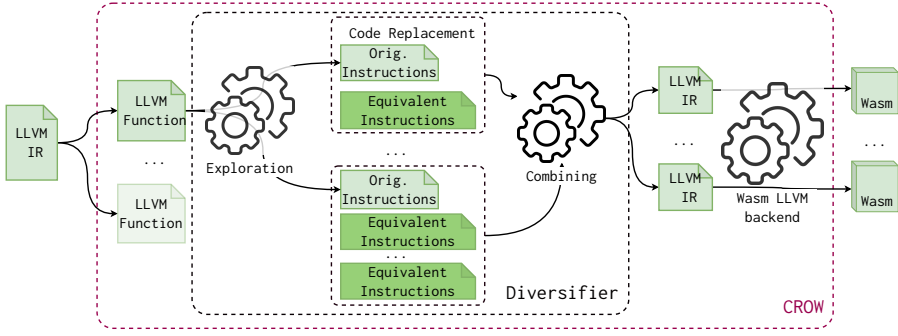 LLVM
IR
LLVM
Function
...
LLVM
Function
Exploration
Code Replacement
Orig.
Instructions
Equivalent
Instructions
...
Orig.
Instructions
Equivalent
Instructions
...
Equivalent
Instructions
Combining
Diversifier
LLVM
IR
...
LLVM
IR
Wasm LLVM
backend
Wasm
...
Wasm
CROW